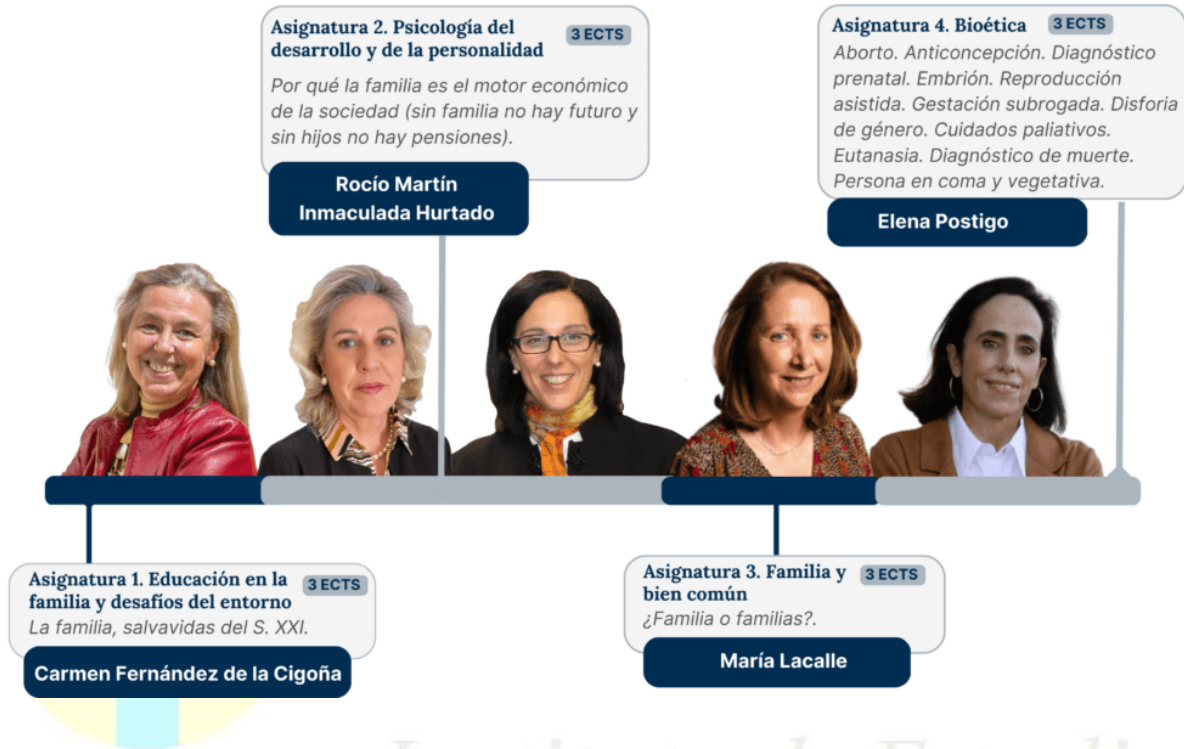 Asignatura 2. Psicología del
desarrollo y de la personalidad
3 ECTS
Por qué la familia es el motor económico
de la sociedad (sin familia no hay futuro y
sin hijos no hay pensiones).
Rocío Martín
Inmaculada Hurtado
Asignatura 4. Bioética
3 ECTS
Aborto. Anticoncepción. Diagnóstico
prenatal. Embrión. Reproducción
asistida. Gestación subrogada. Disforia
de género. Cuidados paliativos.
Eutanasia. Diagnóstico de muerte.
Persona en coma y vegetativa.
Elena Postigo
Asignatura 1. Educación en la
familia y desafíos del entorno
3 ECTS
La familia, salvavidas del S. XXI.
Carmen Fernández de la Cigoña
Asignatura 3. Familia y
bien común
3 ECTS
¿Familia o familias?.
María Lacalle